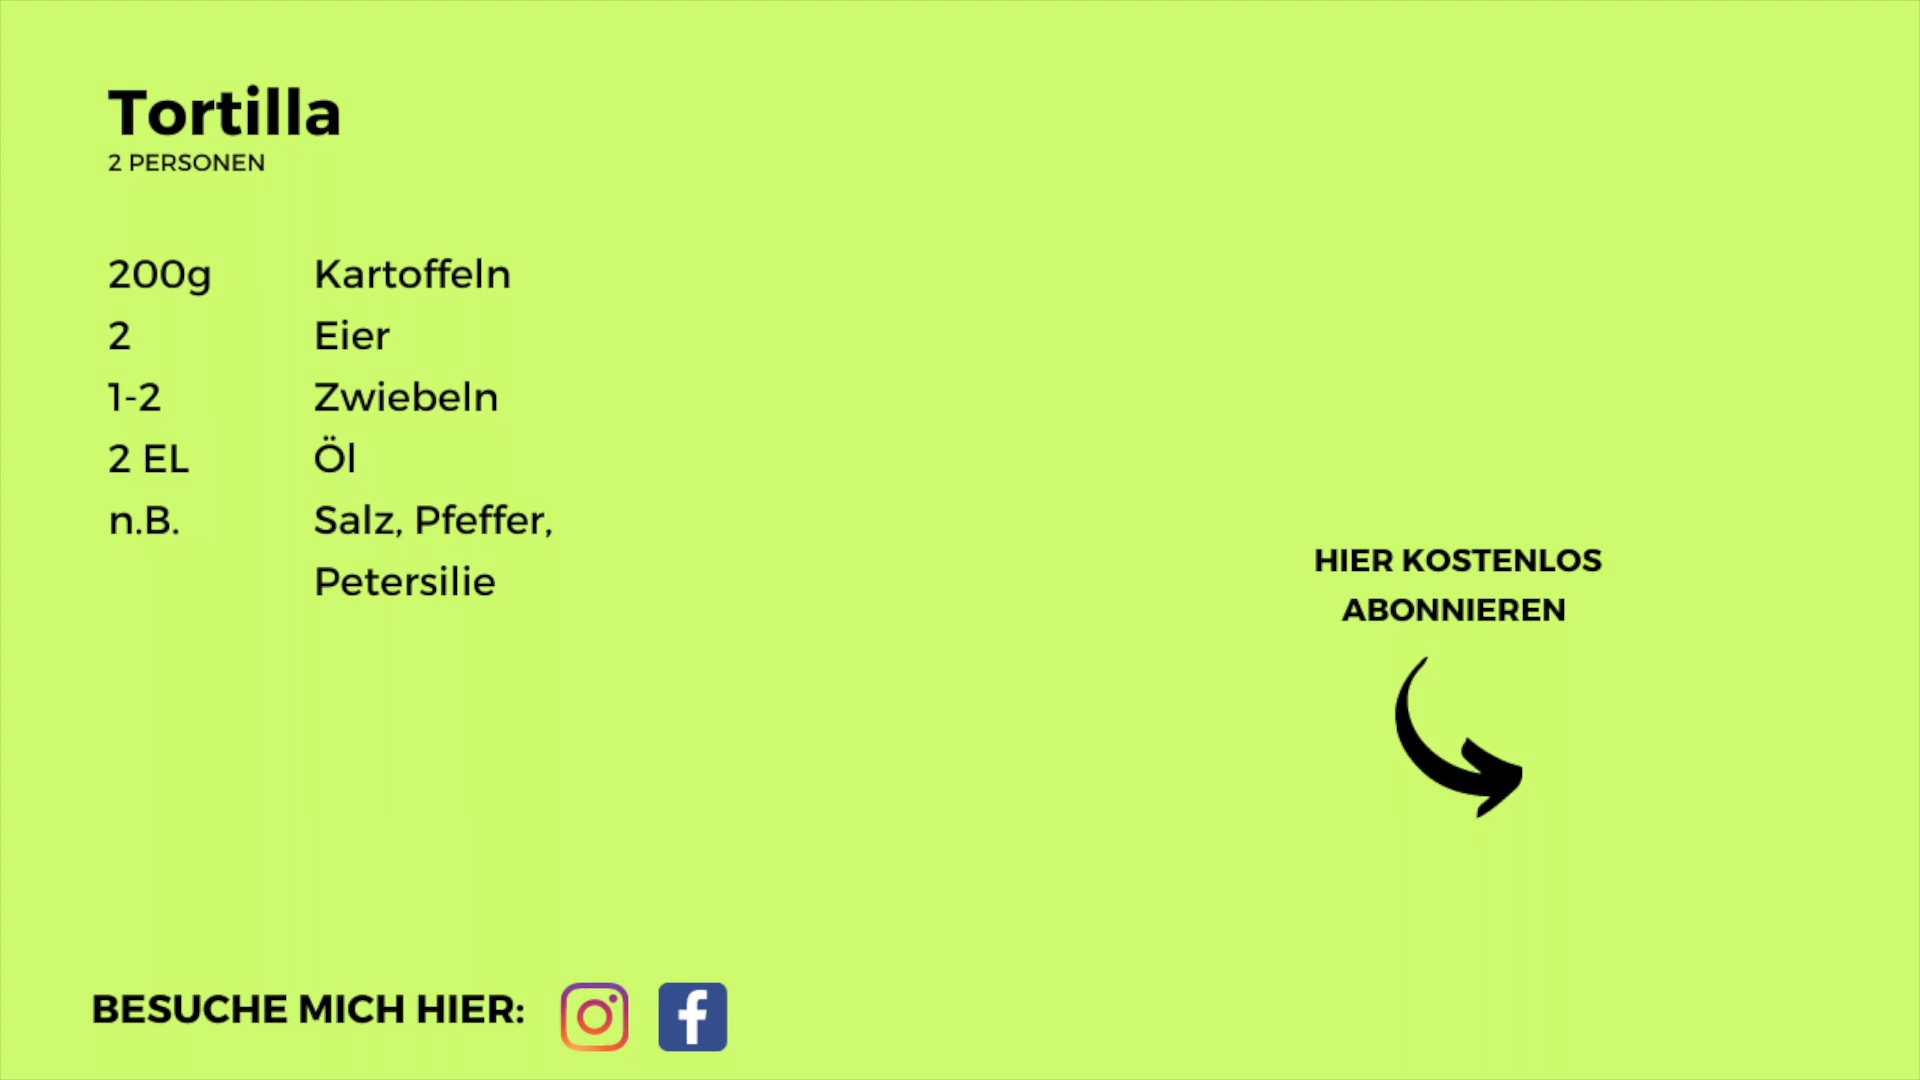 Tortilla
2 PERSONEN
200g Kartoffeln
2 Eier
1-2 Zwiebeln
2 EL Öl
n.B. Salz, Pfeffer,
Petersilie
HIER KOSTENLOS
ABONNIEREN
BESUCHE MICH HIER: